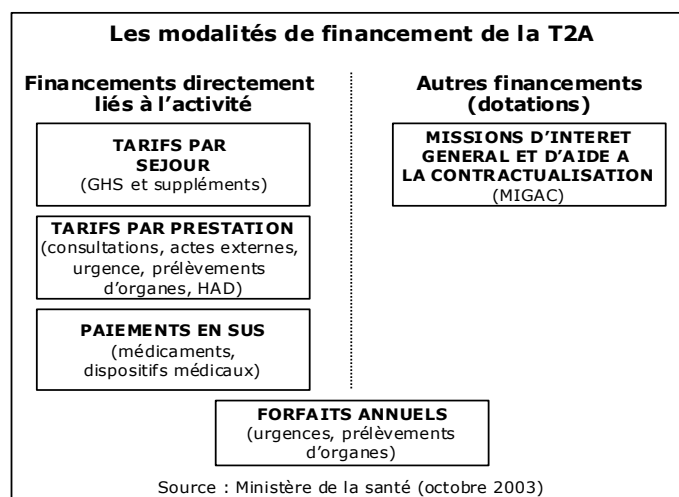 Les modalités de financement de la T2A
Financements directement
liés à l’activité
TARIFS PAR
SEJOUR
(GHS et suppléments)
TARIFS PAR PRESTATION
(consultations, actes externes,
urgence, prélèvements
d’organes, HAD)
PAIEMENTS EN SUS
(médicaments,
dispositifs médicaux)
Autres financements
(dotations)
MISSIONS D’INTERET
GENERAL ET D’AIDE A
LA CONTRACTUALISATION
(MIGAC)
FORFAITS ANNUELS
(urgences, prélèvements
d’organes)
Source : Ministère de la santé (octobre 2003)